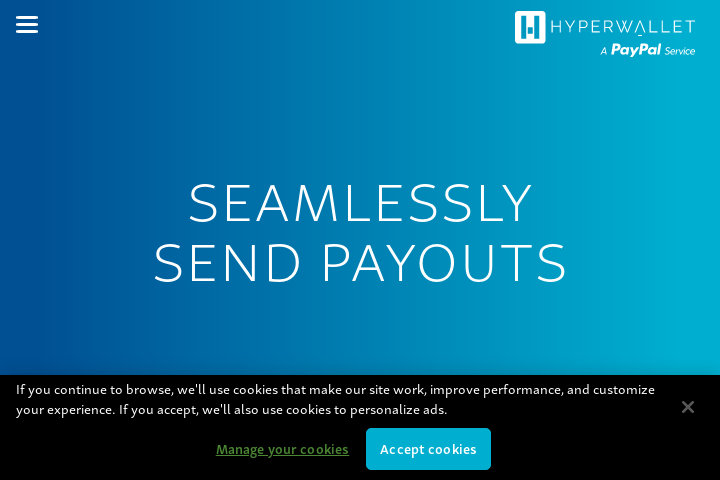 HYPERWALLET
A PayPal Service
SEAMLESSLY
SEND PAYOUTS
If you continue to browse, we'll use cookies that make our site work, improve performance, and customize
your experience. If you accept, we'll also use cookies to personalize ads.
Manage your cookies
Accept cookies